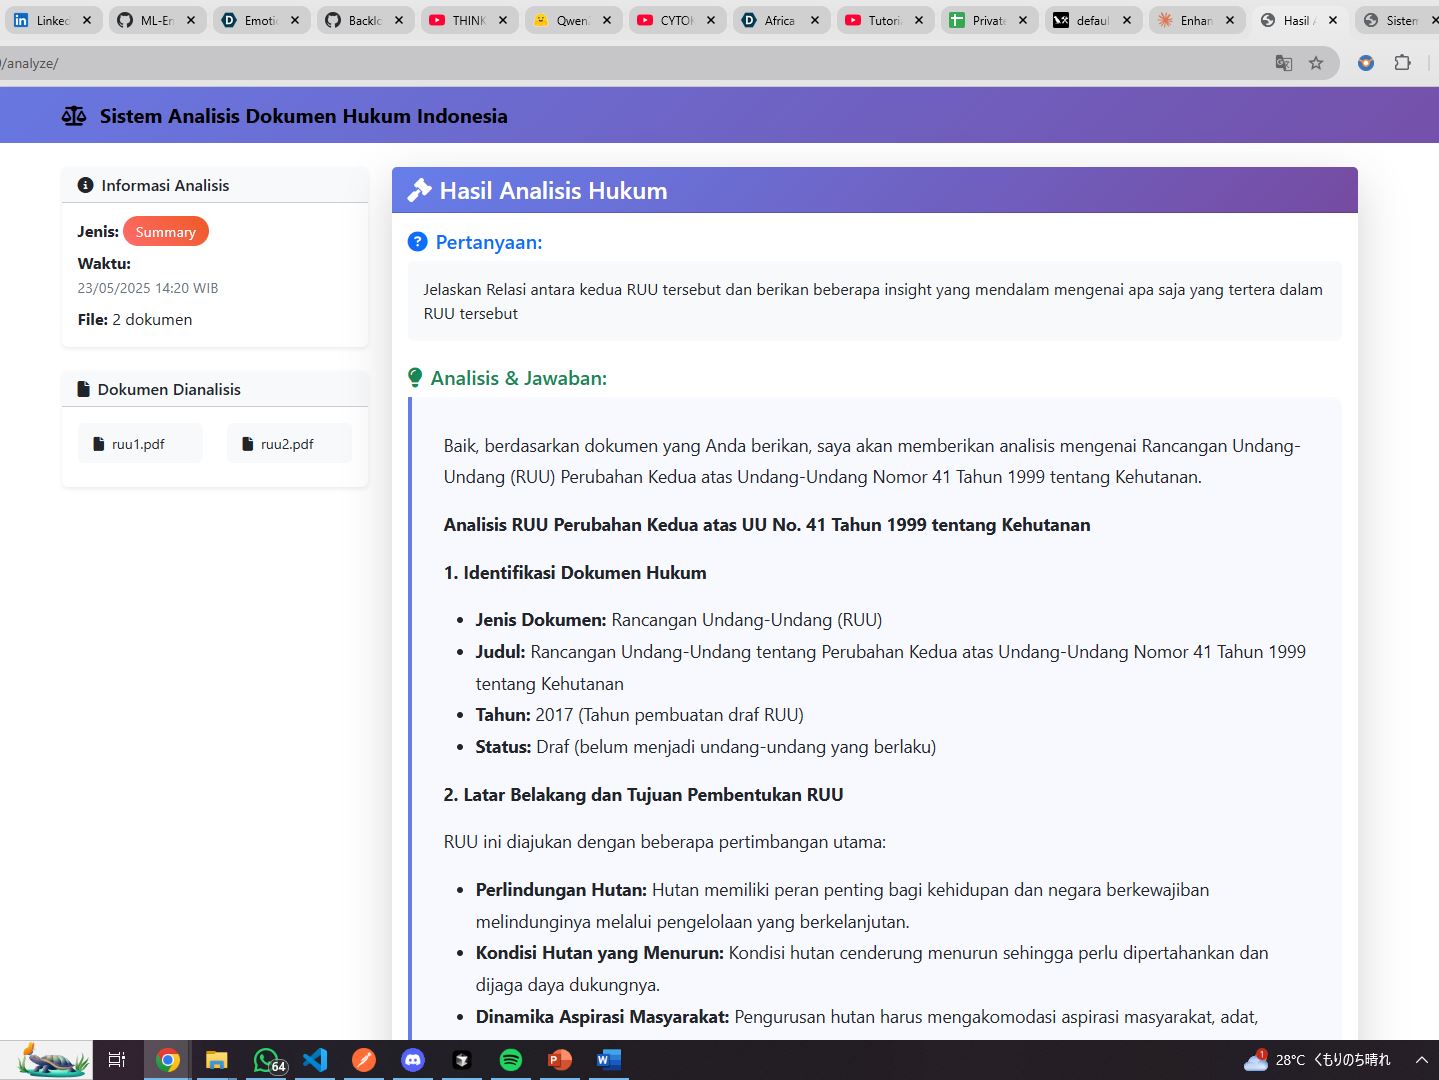 Linked
ML-En
Emotic
Backlo
THINK
Qwen
CYTO
Africa
Tutoria
Private
defaul
Enhan
Hasil A
Sistem
/analyze/
Sistem Analisis Dokumen Hukum Indonesia
Informasi Analisis
Jenis: Summary
Waktu:
23/05/2025 14:20 WIB
File: 2 dokumen
Dokumen Dianalisis
ruu1.pdf
ruu2.pdf
Hasil Analisis Hukum
Pertanyaan:
Jelaskan Relasi antara kedua RUU tersebut dan berikan beberapa insight yang mendalam mengenai apa saja yang tertera dalam
RUU tersebut
Analisis & Jawaban:
Baik, berdasarkan dokumen yang Anda berikan, saya akan memberikan analisis mengenai Rancangan Undang-
Undang (RUU) Perubahan Kedua atas Undang-Undang Nomor 41 Tahun 1999 tentang Kehutanan.
Analisis RUU Perubahan Kedua atas UU No. 41 Tahun 1999 tentang Kehutanan
1. Identifikasi Dokumen Hukum
• Jenis Dokumen: Rancangan Undang-Undang (RUU)
• Judul: Rancangan Undang-Undang tentang Perubahan Kedua atas Undang-Undang Nomor 41 Tahun 1999
tentang Kehutanan
• Tahun: 2017 (Tahun pembuatan draf RUU)
• Status: Draf (belum menjadi undang-undang yang berlaku)
2. Latar Belakang dan Tujuan Pembentukan RUU
RUU ini diajukan dengan beberapa pertimbangan utama:
• Perlindungan Hutan: Hutan memiliki peran penting bagi kehidupan dan negara berkewajiban
melindunginya melalui pengelolaan yang berkelanjutan.
• Kondisi Hutan yang Menurun: Kondisi hutan cenderung menurun sehingga perlu dipertahankan dan
dijaga daya dukungnya.
• Dinamika Aspirasi Masyarakat: Pengurusan hutan harus mengakomodasi aspirasi masyarakat, adat,
64
1
28°C くもりのち晴れ